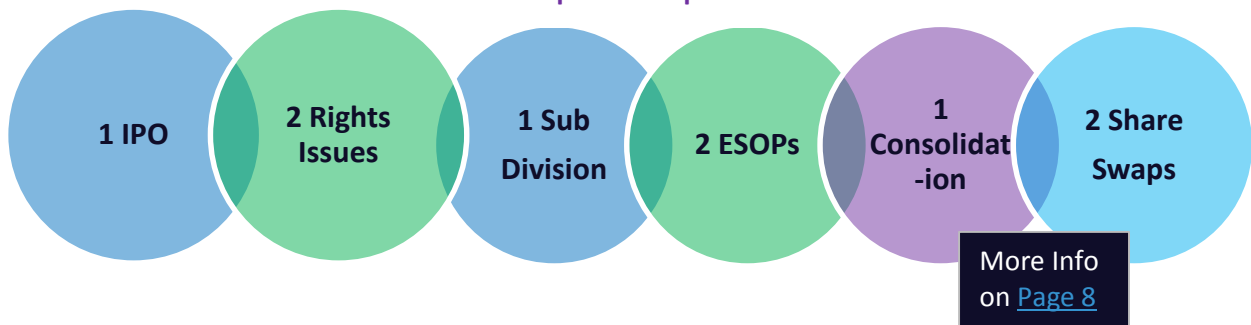 1 IPO
2 Rights
Issues
1 Sub
Division
2 ESOPs
1
Consolidat
-ion
2 Share
Swaps
More Info
on Page 8